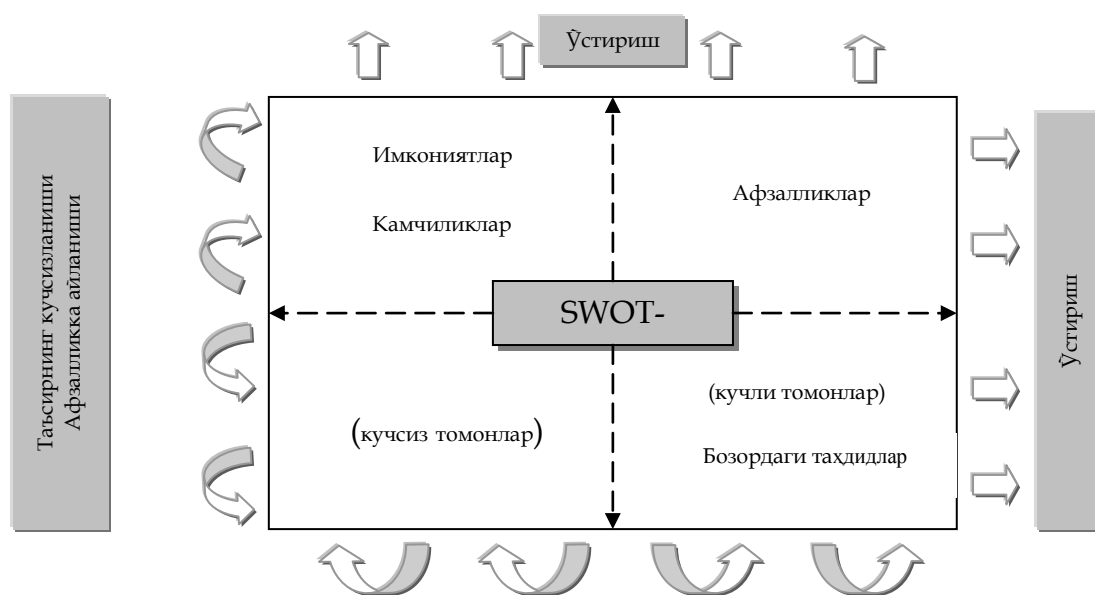 Ўстириш
Таъсирнинг кучсизланиши
Афзалликка айланиши
Имкониятлар
Камчиликлар
Афзалликлар
SWOT-
(кучсиз томонлар)
(кучли томонлар)
Бозордаги таҳдидлар
Ўстириш